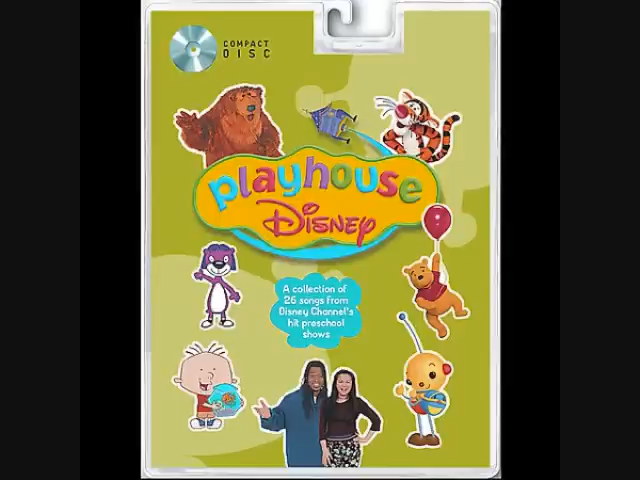 COMPACT
DISC
playhouse
Disney
A collection of
26 songs from
Disney Channel's
hit preschool
shows